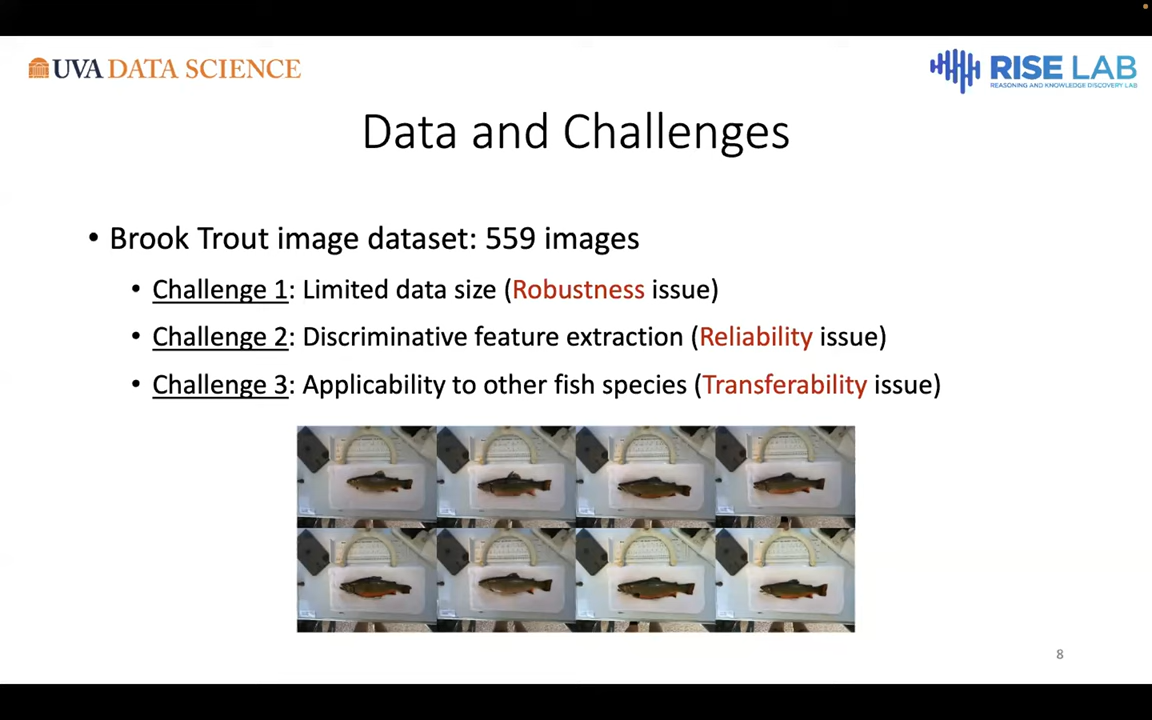 UVA DATA SCIENCE
RISE LAB
REASONING AND KNOWLEDGE DISCOVERY LAB
Data and Challenges
• Brook Trout image dataset: 559 images
• Challenge 1: Limited data size (Robustness issue)
• Challenge 2: Discriminative feature extraction (Reliability issue)
• Challenge 3: Applicability to other fish species (Transferability issue)
8